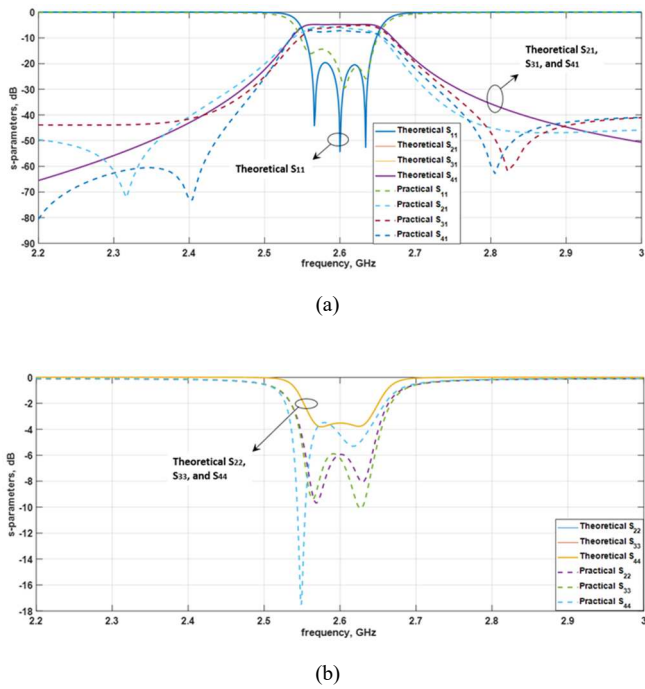 0
-10
-20
-30
-40
-50
-60
-70
-80
-90
s-parameters, dB
2.2 2.3 2.4 2.5 2.6 2.7 2.8 2.9 3
frequency, GHz
Theoretical S21,
S31, and S41
Theoretical S11
Theoretical S11
Theoretical S21
Theoretical S31
Theoretical S41
Practical S11
Practical S21
Practical S31
Practical S41
(a)
0
-2
-4
-6
-8
-10
-12
-14
-16
-18
s-parameters, dB
2.2 2.3 2.4 2.5 2.6 2.7 2.8 2.9 3
frequency, GHz
Theoretical S22,
S33, and S44
Theoretical S22
Theoretical S33
Theoretical S44
Practical S22
Practical S33
Practical S44
(b)